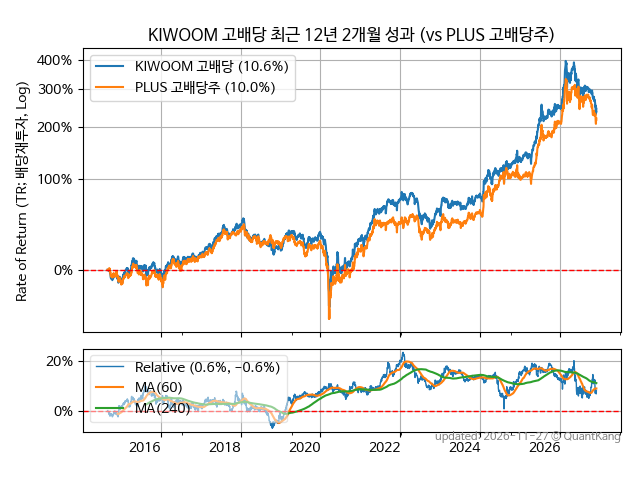 KIWOOM 고배당 최근 12년 2개월 성과 (vs PLUS 고배당주)
Rate of Return (TR: 배당재투자, Log)
400%
300%
200%
100%
0%
KIWOOM 고배당 (10.6%)
PLUS 고배당주 (10.0%)
20%
0%
Relative (0.6%, −0.6%)
MA(60)
MA(240)
updated: 2026-11-27 © QuantKang
2016
2018
2020
2022
2024
2026